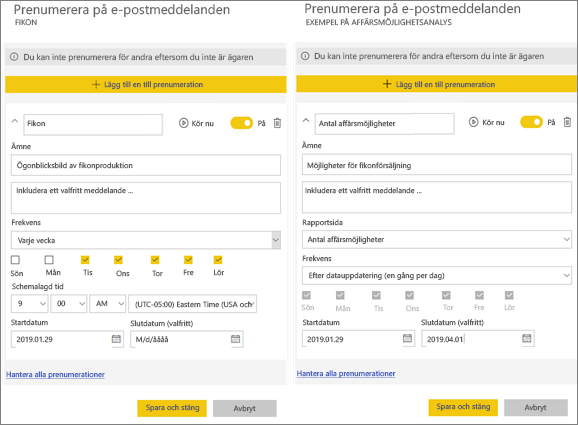 Prenumerera på e-postmeddelanden
FIKON
Du kan inte prenumerera för andra eftersom du inte är ägaren
Lägg till en till prenumeration
Fikon
Kör nu
På
Ämne
Ögonblicksbild av fikonproduktion
Inkludera ett valfritt meddelande ...
Frekvens
Varje vecka
Sön Mån Tis Ons Tor Fre Lör
Schemalagd tid
9 00 AM (UTC-05:00) Eastern Time (USA och
Startdatum Slutdatum (valfritt)
2019.01.29 M/d/åååå
Hantera alla prenumerationer
Spara och stäng Avbryt
Prenumerera på e-postmeddelanden
EXEMPEL PÅ AFFÄRSMÖJLIGHETSANALYS
Du kan inte prenumerera för andra eftersom du inte är ägaren
Lägg till en till prenumeration
Antal affärsmöjligheter
Kör nu
På
Ämne
Möjligheter för fikonförsäljning
Inkludera ett valfritt meddelande ...
Rapportsida
Antal affärsmöjligheter
Frekvens
Efter datauppdatering (en gång per dag)
Sön Mån Tis Ons Tor Fre Lör
Startdatum Slutdatum (valfritt)
2019.01.29 2019.04.01
Hantera alla prenumerationer
Spara och stäng Avbryt